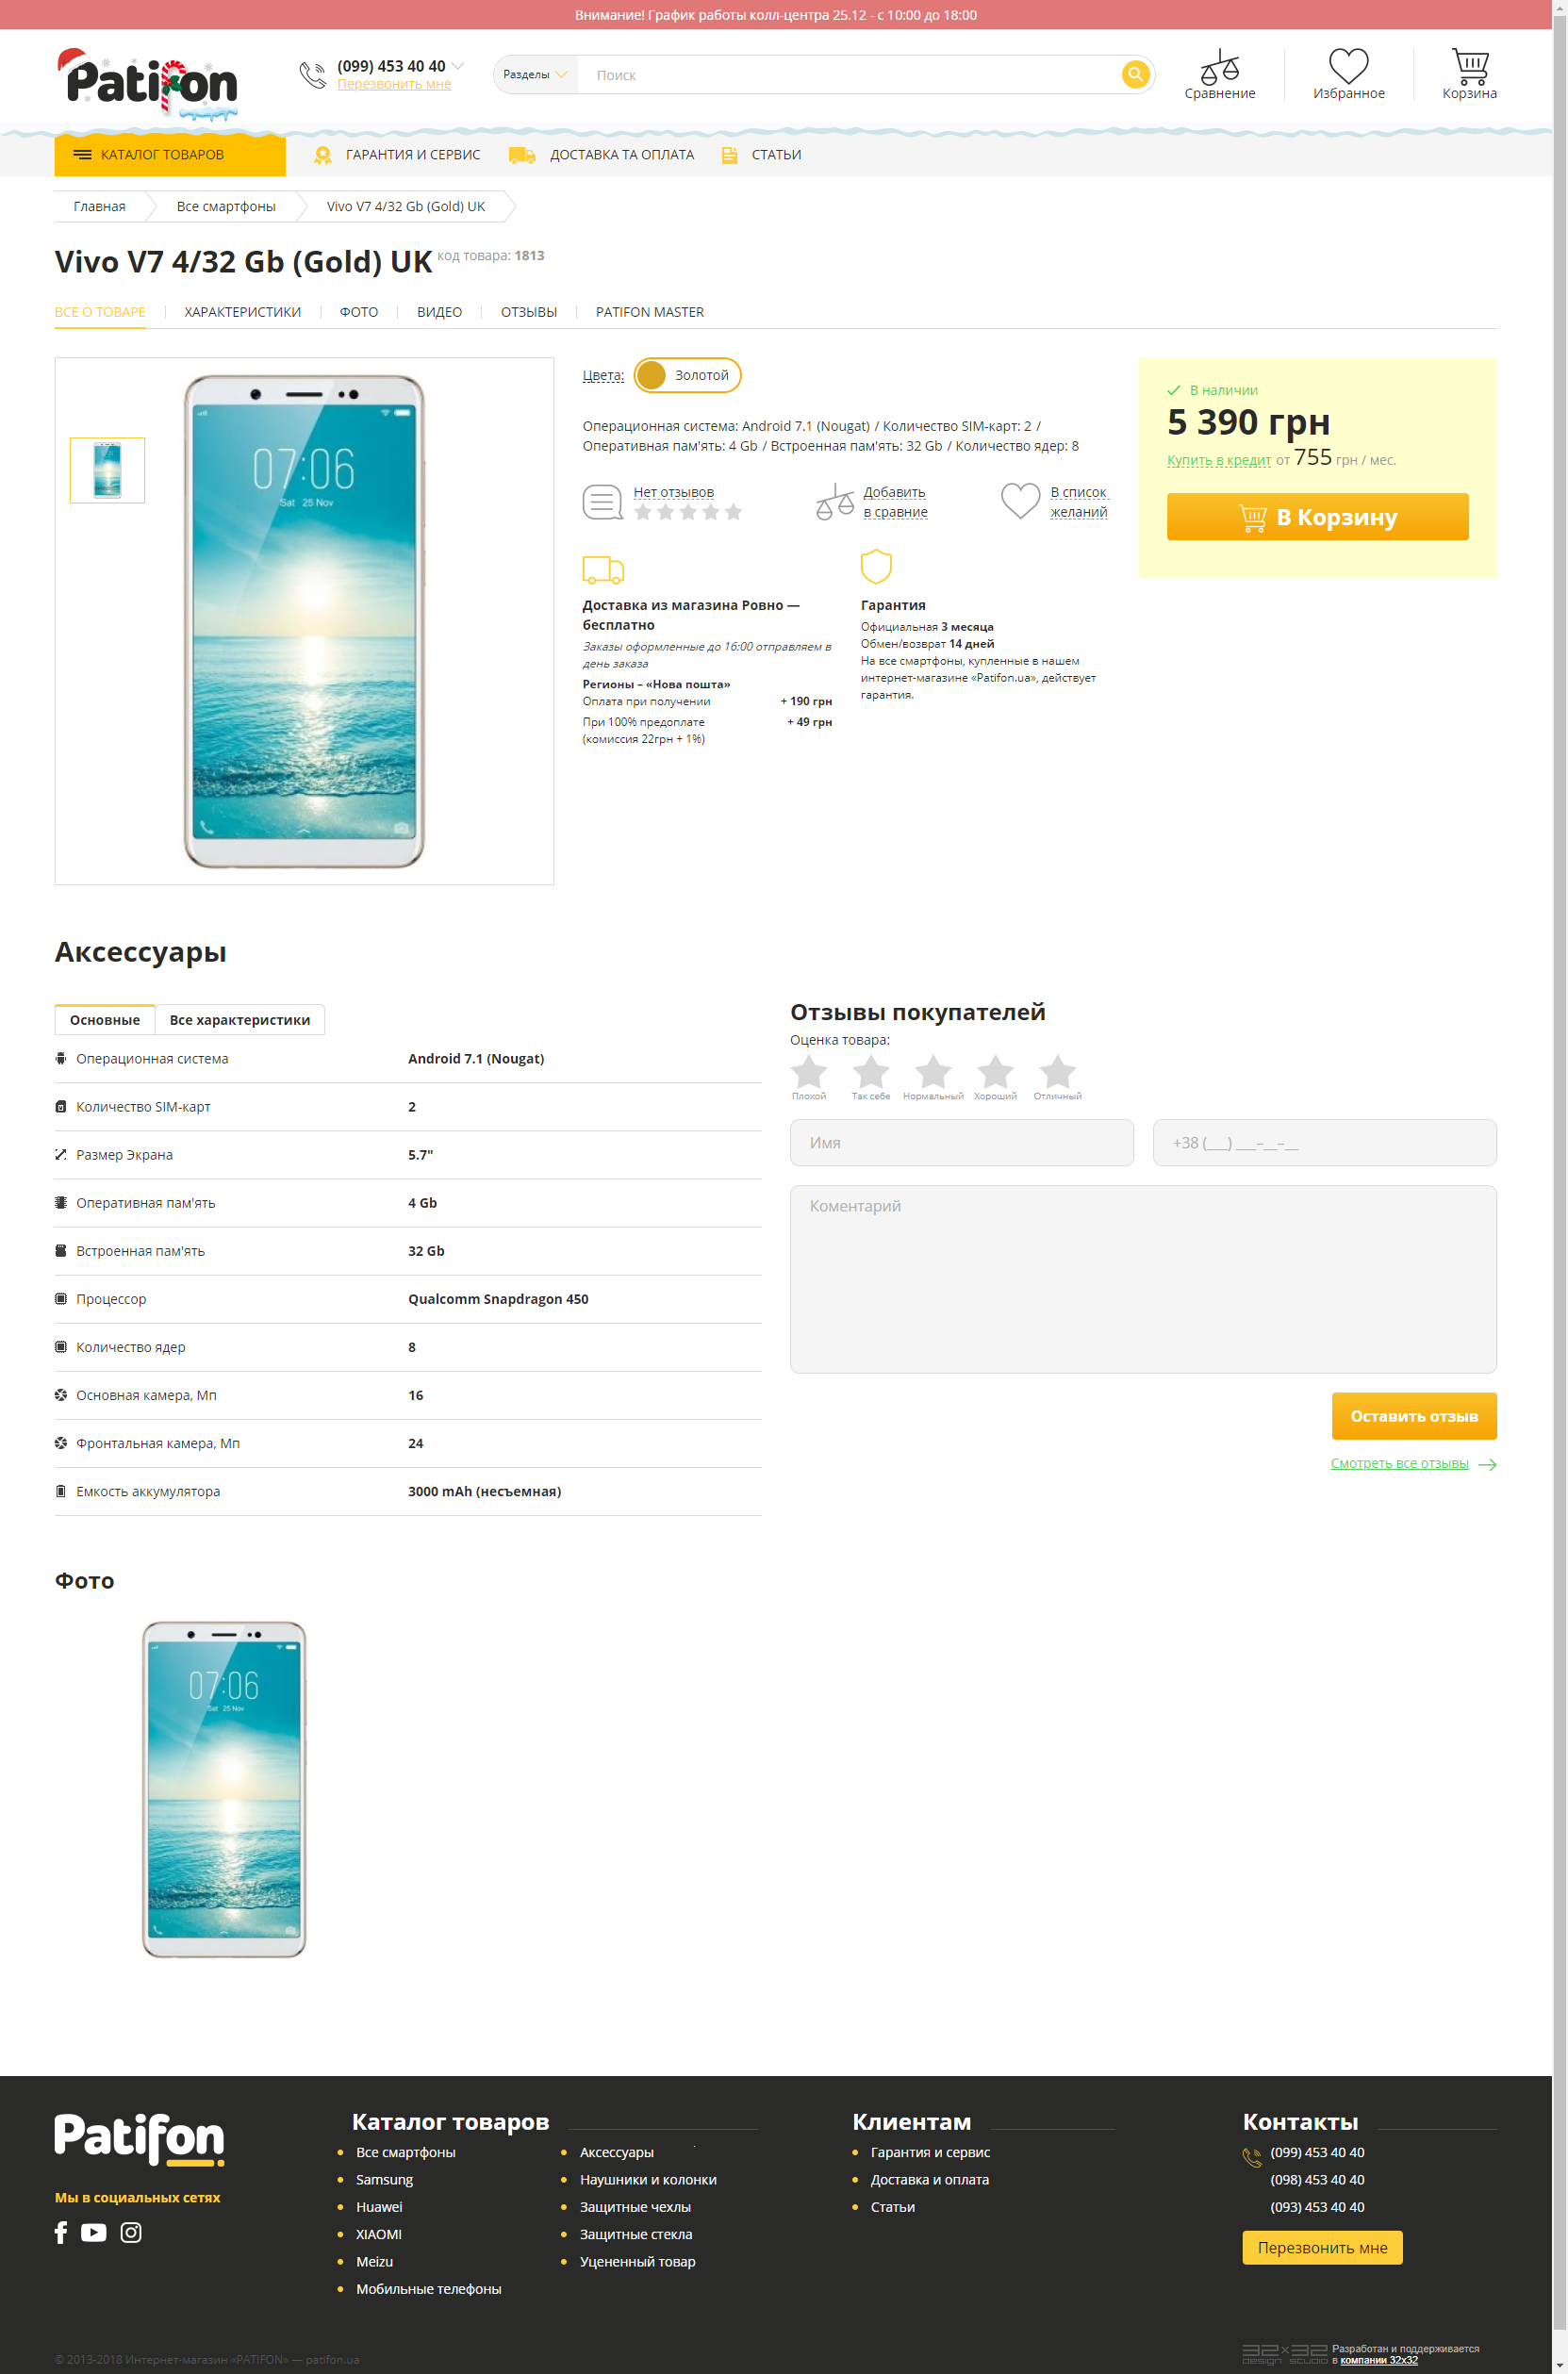 Внимание! График работы колл-центра 25.12 - с 10:00 до 18:00
Patifon
(099) 453 40 40
Перезвонить мне
Разделы
Поиск
Сравнение
Избранное
Корзина
КАТАЛОГ ТОВАРОВ
ГАРАНТИЯ И СЕРВИС
ДОСТАВКА ТА ОПЛАТА
СТАТЬИ
Главная
Все смартфоны
Vivo V7 4/32 Gb (Gold) UK
Vivo V7 4/32 Gb (Gold) UK код товара: 1813
ВСЕ О ТОВАРЕ
ХАРАКТЕРИСТИКИ
ФОТО
ВИДЕО
ОТЗЫВЫ
PATIFON MASTER
07:06
Sat 25 Nov
Цвета:
Золотой
Операционная система: Android 7.1 (Nougat) / Количество SIM-карт: 2 /
Оперативная пам'ять: 4 Gb / Встроенная пам'ять: 32 Gb / Количество ядер: 8
Нет отзывов
Добавить
в сравние
В список
желаний
Доставка из магазина Ровно —
бесплатно
Заказы оформленные до 16:00 отправляем в
день заказа
Регионы – «Нова пошта»
Оплата при получении + 190 грн
При 100% предоплате + 49 грн
(комиссия 22грн + 1%)
Гарантия
Официальная 3 месяца
Обмен/возврат 14 дней
На все смартфоны, купленные в нашем
интернет-магазине «Patifon.ua», действует
гарантия.
В наличии
5 390 грн
Купить в кредит от 755 грн / мес.
В Корзину
Аксессуары
Основные
Все характеристики
Операционная система Android 7.1 (Nougat)
Количество SIM-карт 2
Размер Экрана 5.7"
Оперативная пам'ять 4 Gb
Встроенная пам'ять 32 Gb
Процессор Qualcomm Snapdragon 450
Количество ядер 8
Основная камера, Мп 16
Фронтальная камера, Мп 24
Емкость аккумулятора 3000 mAh (несъемная)
Отзывы покупателей
Оценка товара:
Плохой
Так себе
Нормальный
Хороший
Отличный
Имя
+38 (___) ___–__–__
Коментарий
Оставить отзыв
Смотреть все отзывы
Фото
07:06
Sat 25 Nov
Patifon
Мы в социальных сетях
Каталог товаров
Все смартфоны
Samsung
Huawei
XIAOMI
Meizu
Мобильные телефоны
Аксессуары
Наушники и колонки
Защитные чехлы
Защитные стекла
Уцененный товар
Клиентам
Гарантия и сервис
Доставка и оплата
Статьи
Контакты
(099) 453 40 40
(098) 453 40 40
(093) 453 40 40
Перезвонить мне
© 2013-2018 Интернет-магазин «PATIFON» — patifon.ua
32×32
design studio
Разработан и поддерживается
в компании 32x32